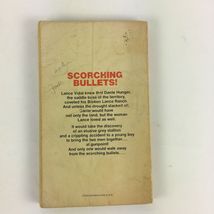 SCORCHING
BULLETS!
Lance Vidal knew that Dante Hunger,
the saddle boss of the territory,
coveted his Broken Lance Ranch.
And unless the drought slacked off,
Dante would have
not only the land, but the woman
Lance loved as well.
It would take the discovery
of an elusive grey stallion
and a crippling accident to a young boy
to bring the two men together...
at gunpoint!
And only one would walk away
from the scorching bullets...